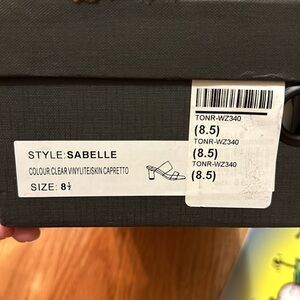 STYLE:SABELLE
COLOUR:CLEAR VINYLITE/SKIN CAPRETTO
SIZE: 8½
TONR-WZ340
(8.5)
TONR-WZ340
(8.5)
TONR-WZ340
(8.5)